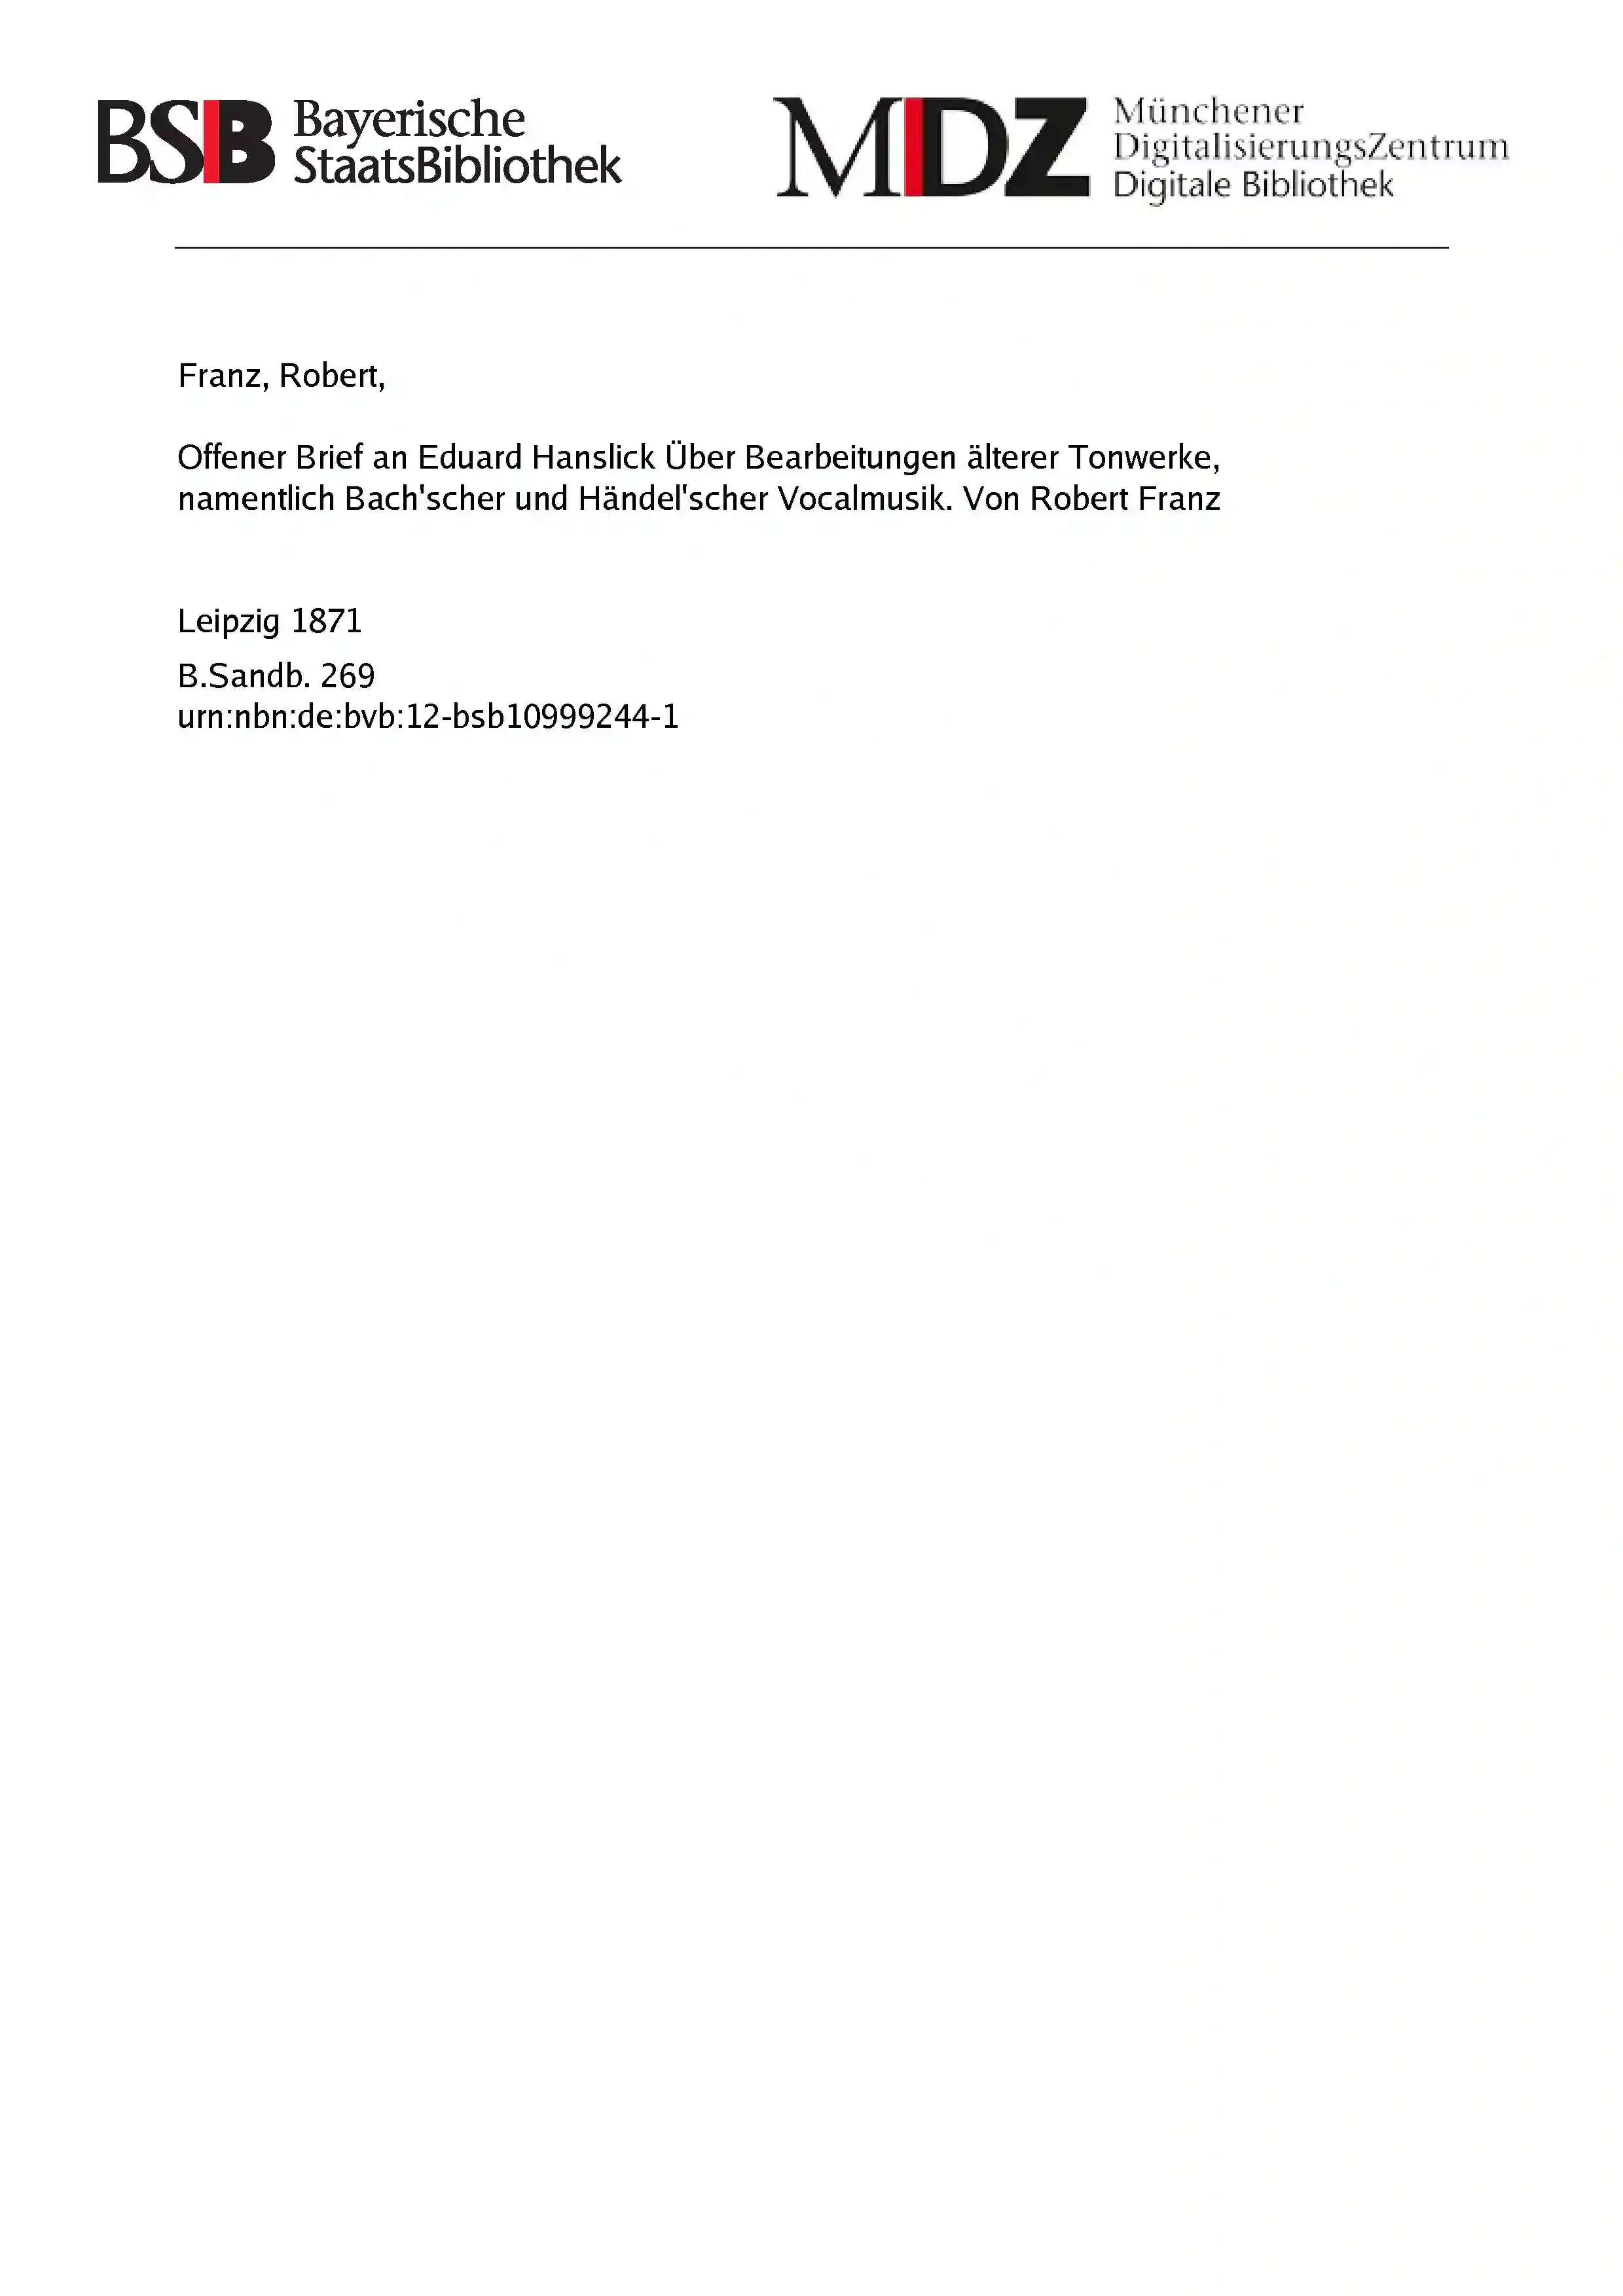 BSB Bayerische
StaatsBibliothek
MDZ Münchener
DigitalisierungsZentrum
Digitale Bibliothek
Franz, Robert,
Offener Brief an Eduard Hanslick Über Bearbeitungen älterer Tonwerke,
namentlich Bach'scher und Händel'scher Vocalmusik. Von Robert Franz
Leipzig 1871
B.Sandb. 269
urn:nbn:de:bvb:12-bsb10999244-1